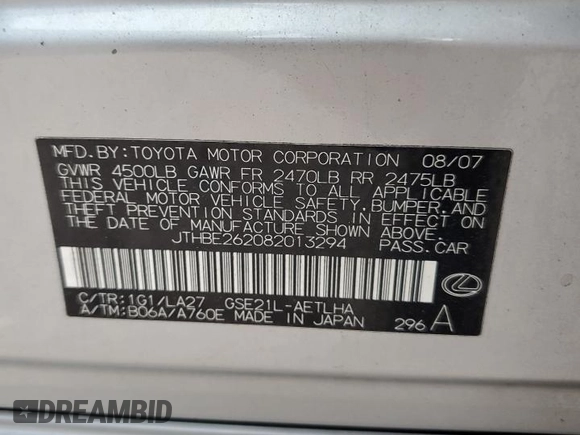 MFD. BY: TOYOTA MOTOR CORPORATION 08/07
GVWR 4500LB GAWR FR 2470LB RR 2475LB
THIS VEHICLE CONFORMS TO ALL APPLICABLE
FEDERAL MOTOR VEHICLE SAFETY, BUMPER, AND
THEFT PREVENTION STANDARDS IN EFFECT ON
THE DATE OF MANUFACTURE SHOWN ABOVE.
JTHBE262082013294 PASS. CAR
C/TR: 1G1/LA27 GSE21L-AETLHA
A/TM: B06A/A760E MADE IN JAPAN 296 A
DREAMBID